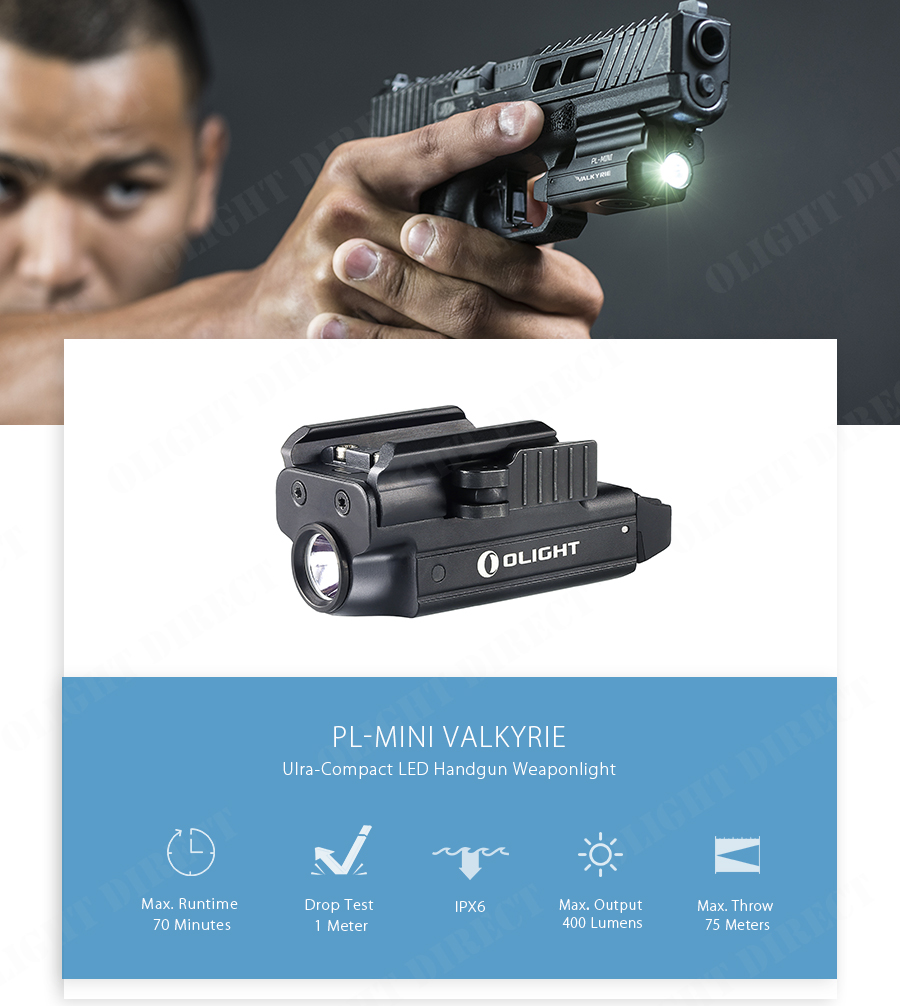 PL-MINI
VALKYRIE
OLIGHT
PL-MINI VALKYRIE
Ulra-Compact LED Handgun Weaponlight
Max. Runtime
70 Minutes
Drop Test
1 Meter
IPX6
Max. Output
400 Lumens
Max. Throw
75 Meters
OLIGHT DIRECT